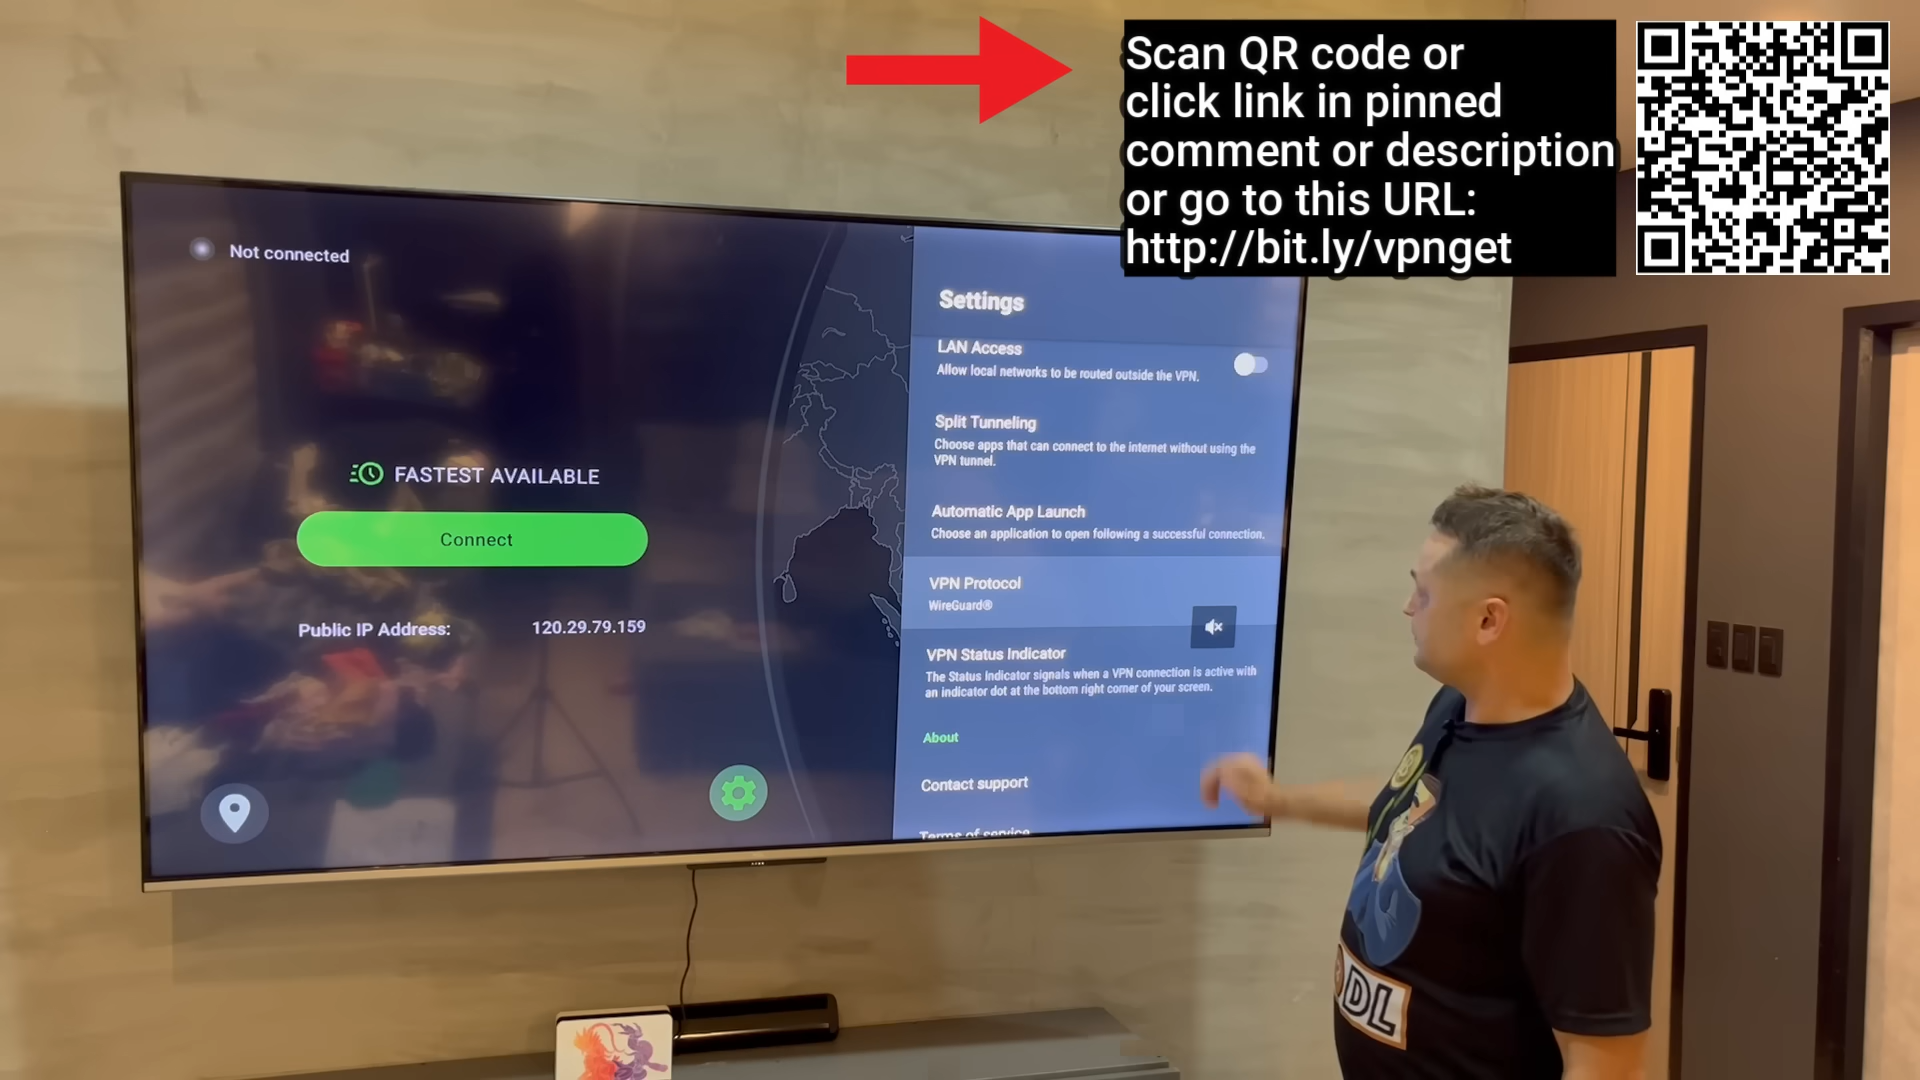 Scan QR code or
click link in pinned
comment or description
or go to this URL:
http://bit.ly/vpnget
Not connected
FASTEST AVAILABLE
Connect
Public IP Address: 120.29.79.159
Settings
LAN Access
Allow local networks to be routed outside the VPN.
Split Tunneling
Choose apps that can connect to the internet without using the
VPN tunnel.
Automatic App Launch
Choose an application to open following a successful connection.
VPN Protocol
WireGuard®
VPN Status Indicator
The Status Indicator signals when a VPN connection is active with
an indicator dot at the bottom right corner of your screen.
About
Contact support
Terms of service
DL